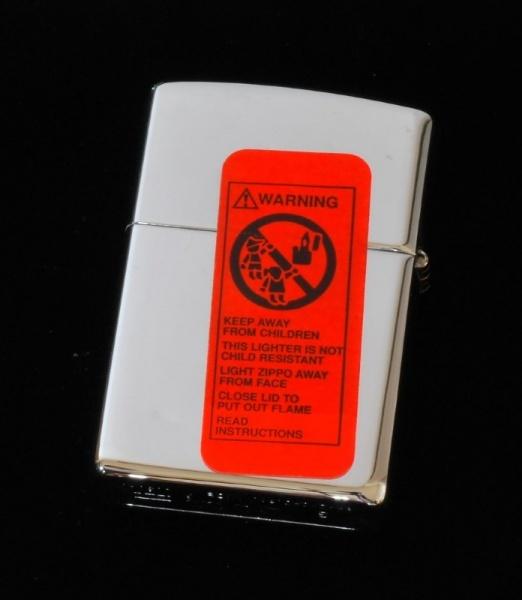 WARNING
KEEP AWAY
FROM CHILDREN
THIS LIGHTER IS NOT
CHILD RESISTANT
LIGHT ZIPPO AWAY
FROM FACE
CLOSE LID TO
PUT OUT FLAME
READ
INSTRUCTIONS